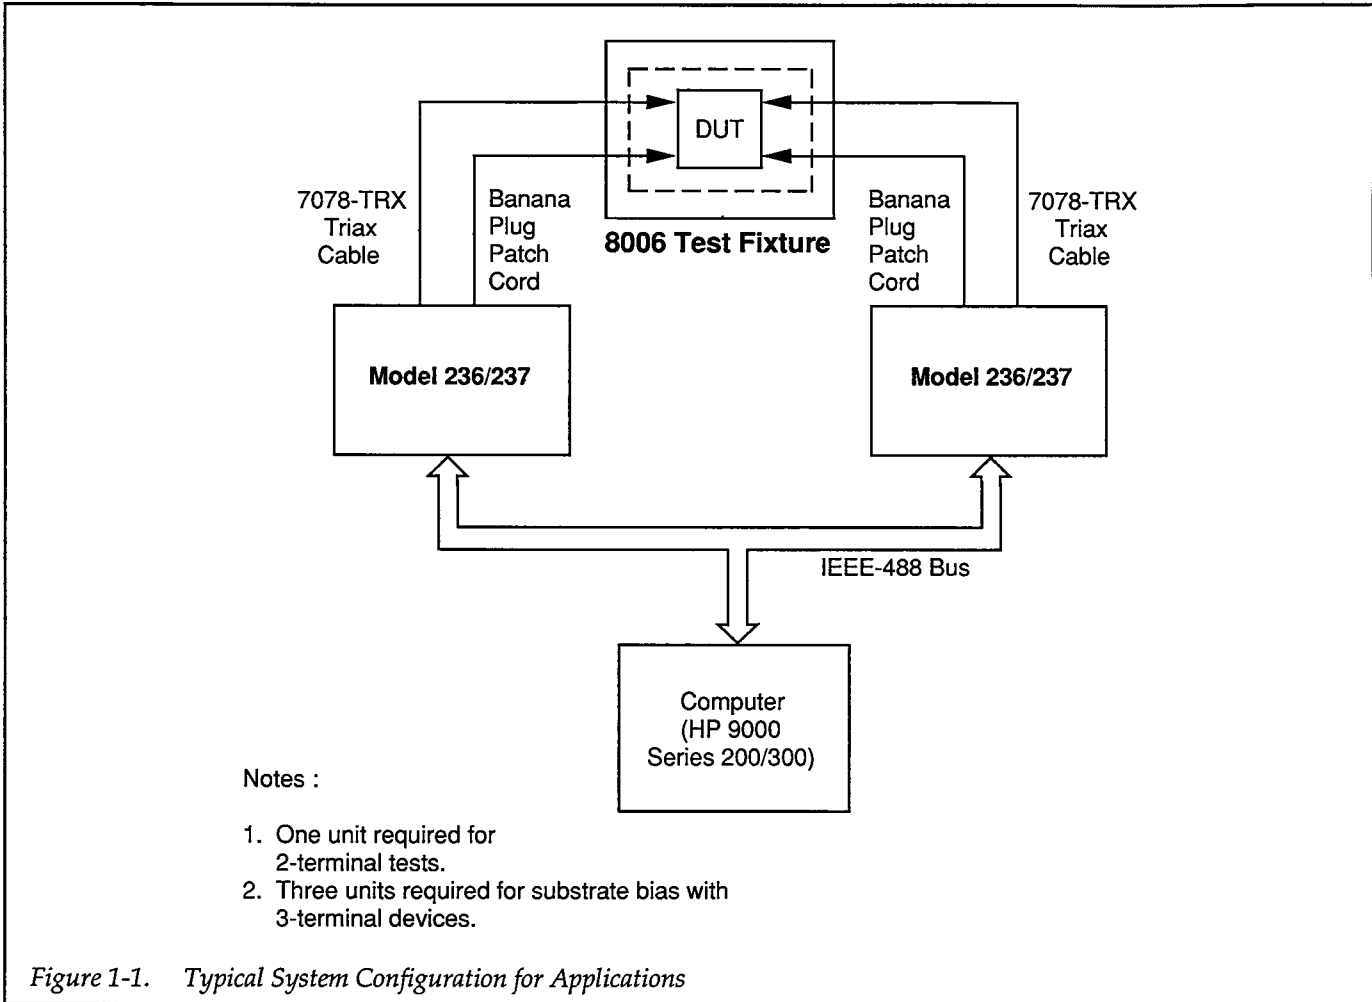 DUT
7078-TRX
Triax
Cable
Banana
Plug
Patch
Cord
8006 Test Fixture
Banana
Plug
Patch
Cord
7078-TRX
Triax
Cable
Model 236/237
Model 236/237
IEEE-488 Bus
Computer
(HP 9000
Series 200/300)
Notes :
1. One unit required for
2-terminal tests.
2. Three units required for substrate bias with
3-terminal devices.
Figure 1-1. Typical System Configuration for Applications